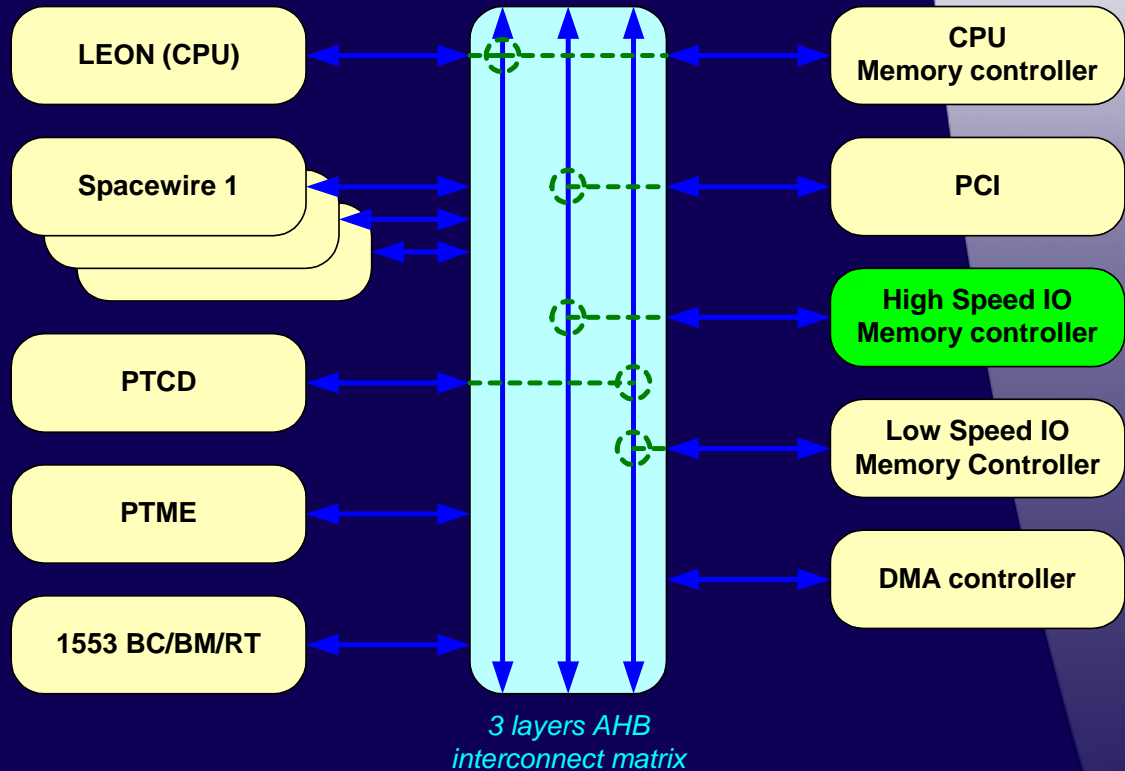 LEON (CPU)
Spacewire 1
PTCD
PTME
1553 BC/BM/RT
CPU
Memory controller
PCI
High Speed IO
Memory controller
Low Speed IO
Memory Controller
DMA controller
3 layers AHB
interconnect matrix